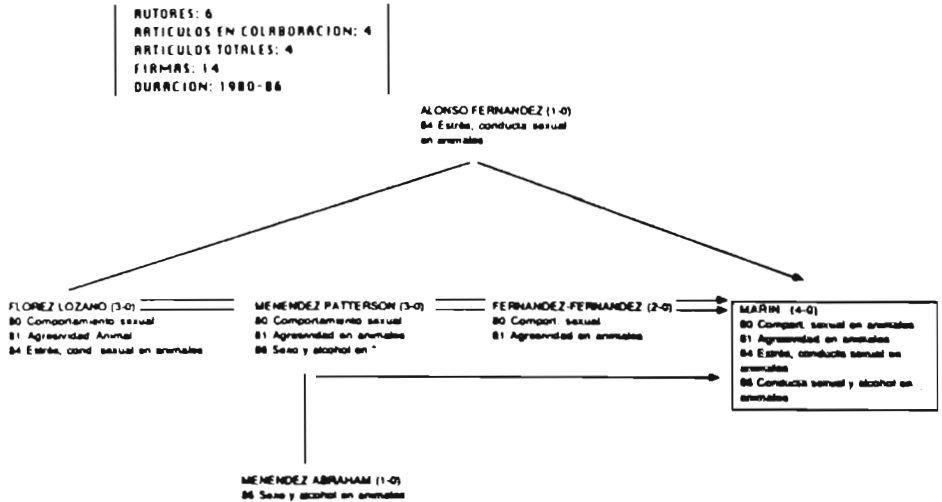 AUTORES: 6
ARTICULOS EN COLABORACION: 4
ARTICULOS TOTALES: 4
FIRMAS: 14
DURACION: 1980-86
ALONSO FERNANDEZ (1-0)
84 Estrés, conducta sexual
en animales
FLOREZ LOZANO (3-0)
80 Comportamiento sexual
81 Agresividad Animal
84 Estrés, cond. sexual en animales
MENENDEZ PATTERSON (3-0)
80 Comportamiento sexual
81 Agresividad en animales
86 Sexo y alcohol en "
FERNANDEZ-FERNANDEZ (2-0)
80 Comport. sexual
81 Agresividad en animales
MARIN (4-0)
80 Comport. sexual en animales
81 Agresividad en animales
84 Estrés, conducta sexual en
animales
86 Conducta sexual y alcohol en
animales
MENENDEZ ABRAHAM (1-0)
86 Sexo y alcohol en animales